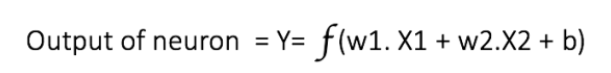 Output of neuron = Y= f(w1. X1 + w2.X2 + b)